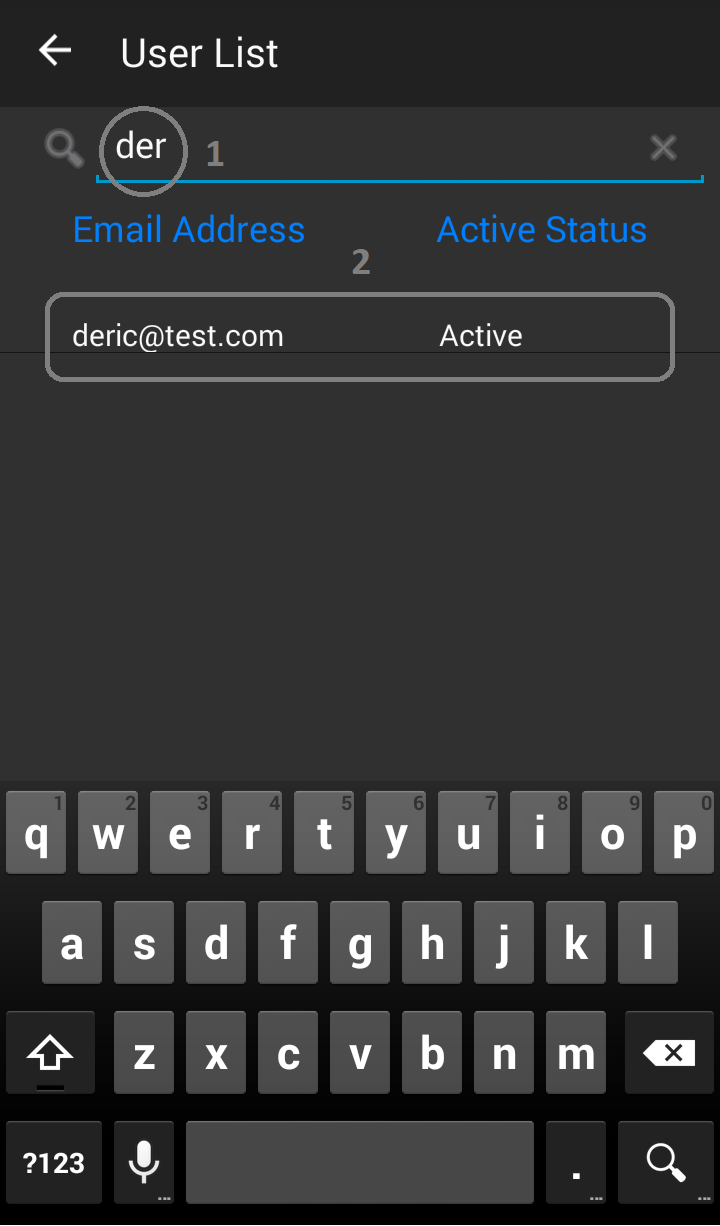 User List
der 1
Email Address Active Status
2
deric@test.com Active
1 2 3 4 5 6 7 8 9 0
q w e r t y u i o p
a s d f g h j k l
z x c v b n m
?123 ... . ... ...